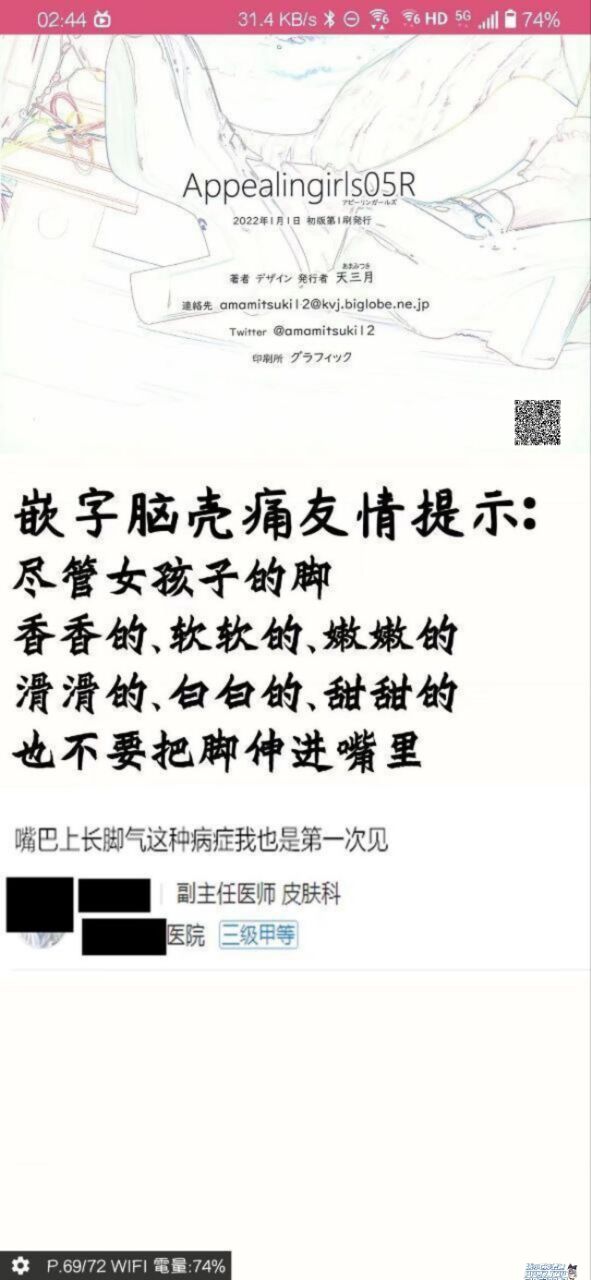 02:44 31.4 KB/s 6 6 HD 5G 74%
Appealingirls05R
アピーリンガールズ
2022年1月1日 初版第1刷発行
あまみつき
著者 デザイン 発行者 天三月
連絡先 amamitsuki12@kvj.biglobe.ne.jp
Twitter @amamitsuki12
印刷所 グラフィック
嵌字脑壳痛友情提示：
尽管女孩子的脚
香香的、软软的、嫩嫩的
滑滑的、白白的、甜甜的
也不要把脚伸进嘴里
嘴巴上长脚气这种病症我也是第一次见
副主任医师 皮肤科
医院 三级甲等
P.69/72 WIFI 電量:74%